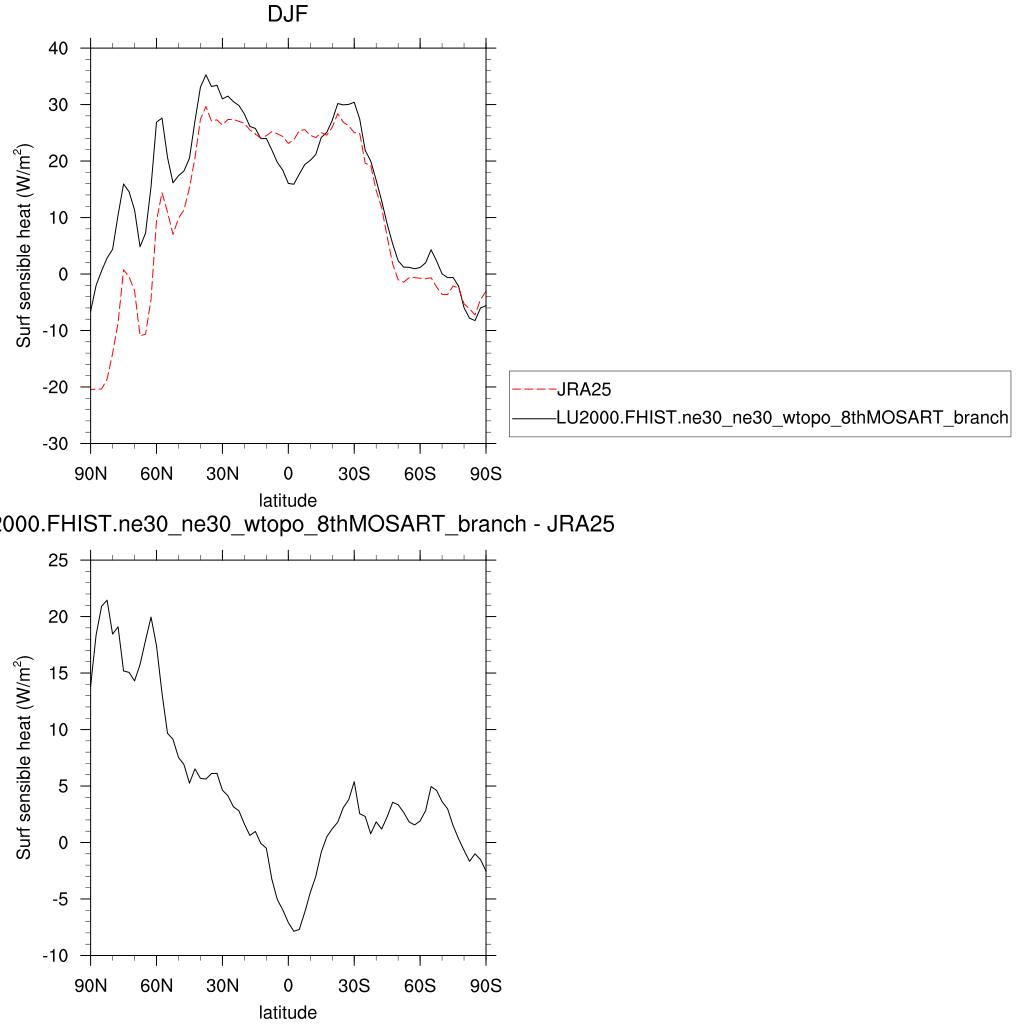 DJF
40
30
20
10
0
-10
-20
-30
Surf sensible heat (W/m²)
90N 60N 30N 0 30S 60S 90S
latitude
JRA25
LU2000.FHIST.ne30_ne30_wtopo_8thMOSART_branch
2000.FHIST.ne30_ne30_wtopo_8thMOSART_branch - JRA25
25
20
15
10
5
0
-5
-10
Surf sensible heat (W/m²)
90N 60N 30N 0 30S 60S 90S
latitude